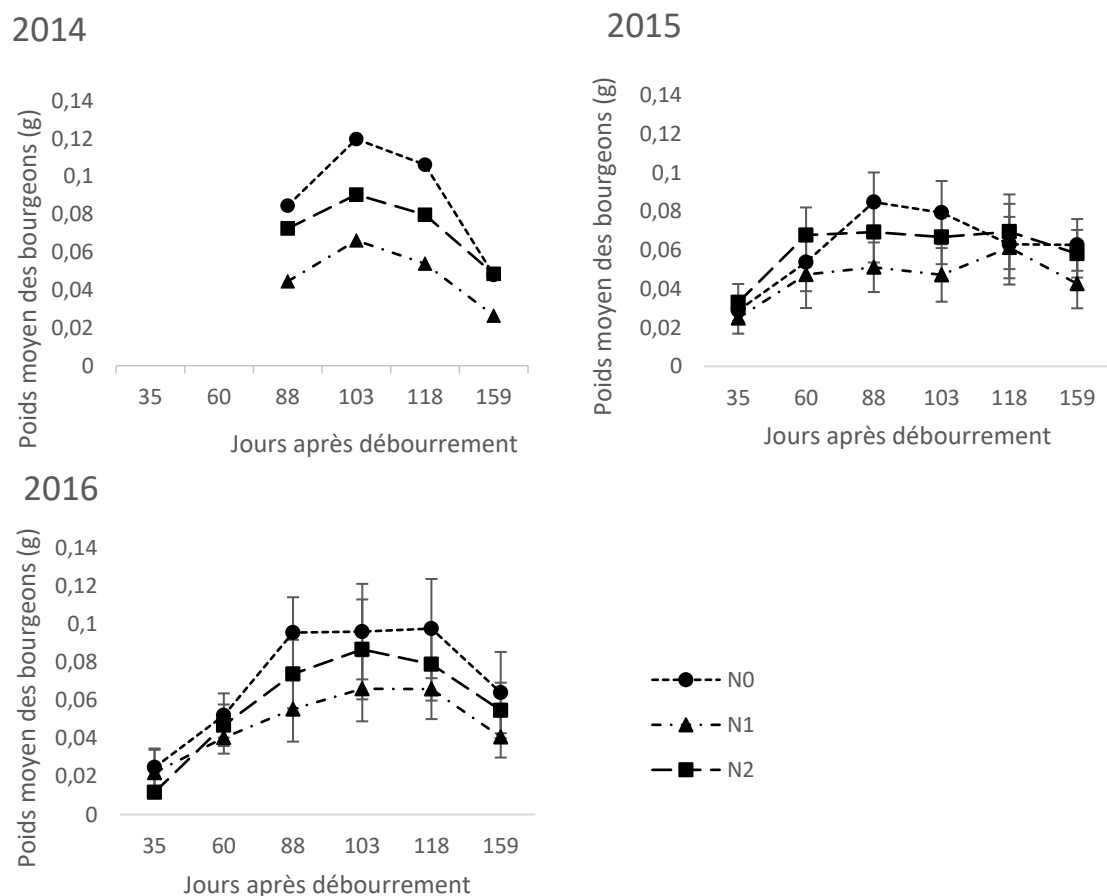 2014
Poids moyen des bourgeons (g)
0,14
0,12
0,1
0,08
0,06
0,04
0,02
0
35 60 88 103 118 159
Jours après débourrement
2015
Poids moyen des bourgeons (g)
0,14
0,12
0,1
0,08
0,06
0,04
0,02
0
35 60 88 103 118 159
Jours après débourrement
2016
Poids moyen des bourgeons (g)
0,14
0,12
0,1
0,08
0,06
0,04
0,02
0
35 60 88 103 118 159
Jours après débourrement
N0
N1
N2